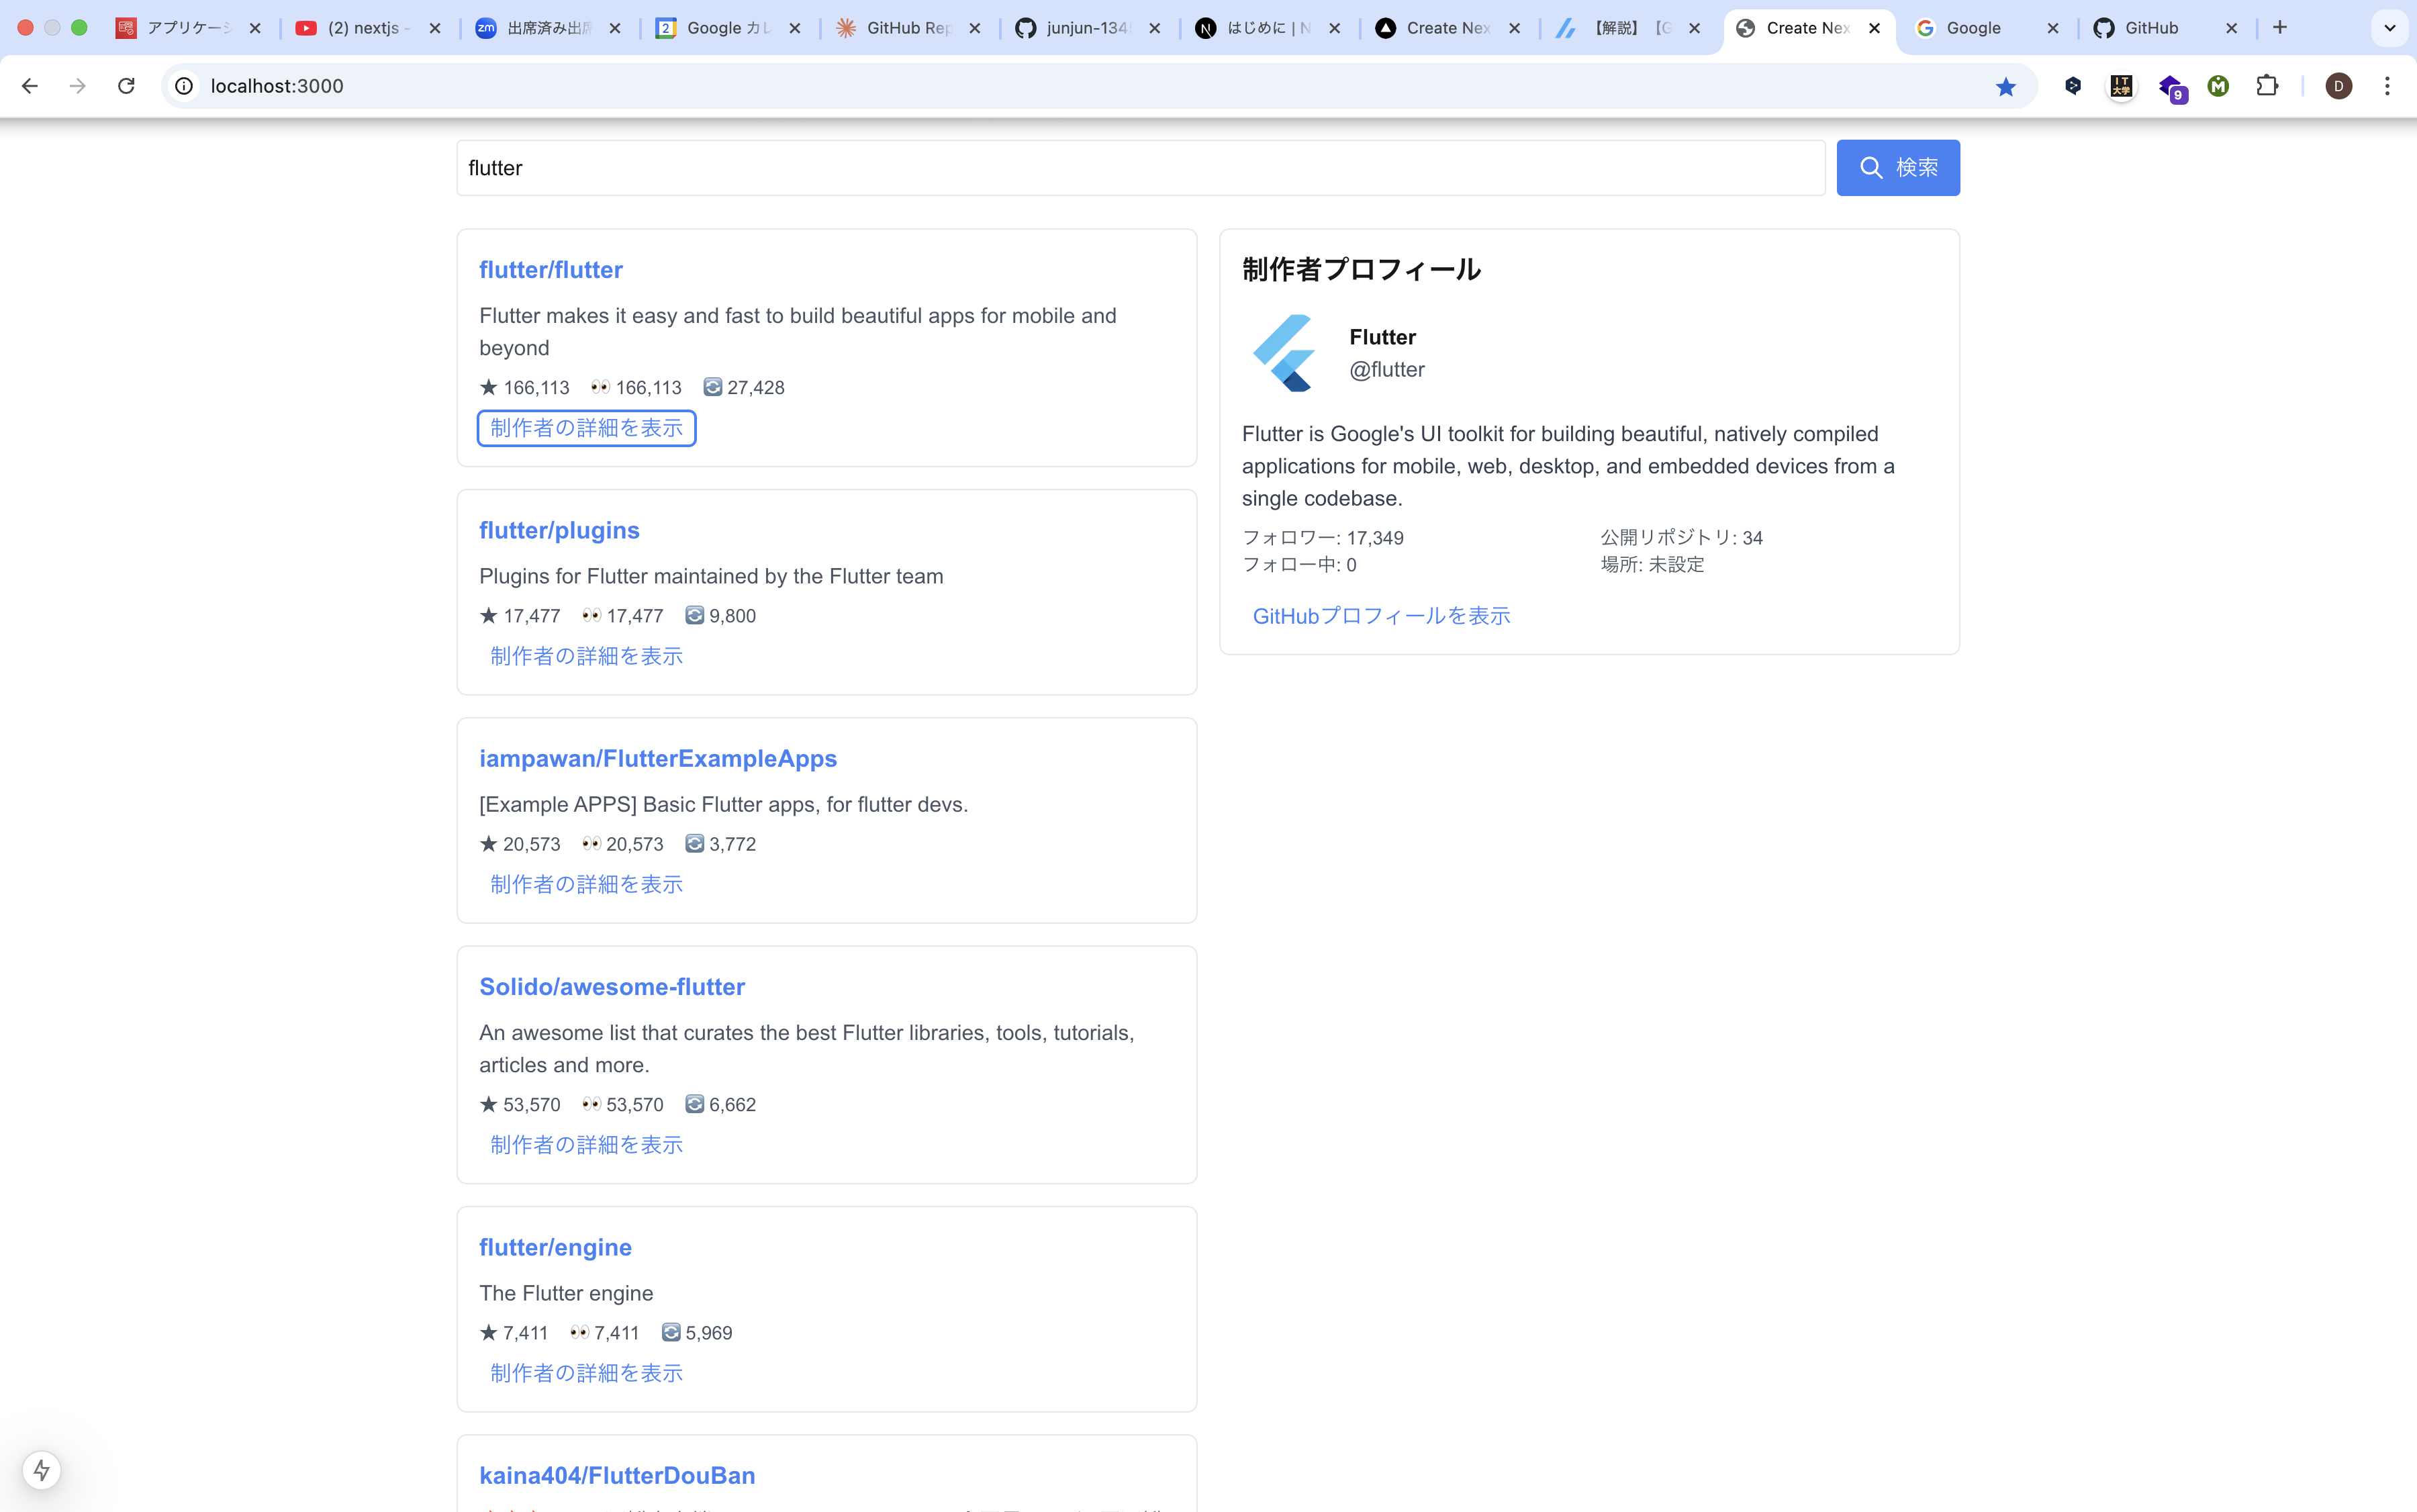 アプリケーシ
(2) nextjs -
出席済み出席
Google カレ
GitHub Rep
junjun-134
はじめに | N
Create Nex
【解説】【G
Create Nex
Google
GitHub
localhost:3000
IT
大学
9
D
flutter
検索
flutter/flutter
Flutter makes it easy and fast to build beautiful apps for mobile and
beyond
★ 166,113 👀 166,113 🔄 27,428
制作者の詳細を表示
flutter/plugins
Plugins for Flutter maintained by the Flutter team
★ 17,477 👀 17,477 🔄 9,800
制作者の詳細を表示
iampawan/FlutterExampleApps
[Example APPS] Basic Flutter apps, for flutter devs.
★ 20,573 👀 20,573 🔄 3,772
制作者の詳細を表示
Solido/awesome-flutter
An awesome list that curates the best Flutter libraries, tools, tutorials,
articles and more.
★ 53,570 👀 53,570 🔄 6,662
制作者の詳細を表示
flutter/engine
The Flutter engine
★ 7,411 👀 7,411 🔄 5,969
制作者の詳細を表示
kaina404/FlutterDouBan
制作者プロフィール
Flutter
@flutter
Flutter is Google's UI toolkit for building beautiful, natively compiled
applications for mobile, web, desktop, and embedded devices from a
single codebase.
フォロワー: 17,349
公開リポジトリ: 34
フォロー中: 0
場所: 未設定
GitHubプロフィールを表示